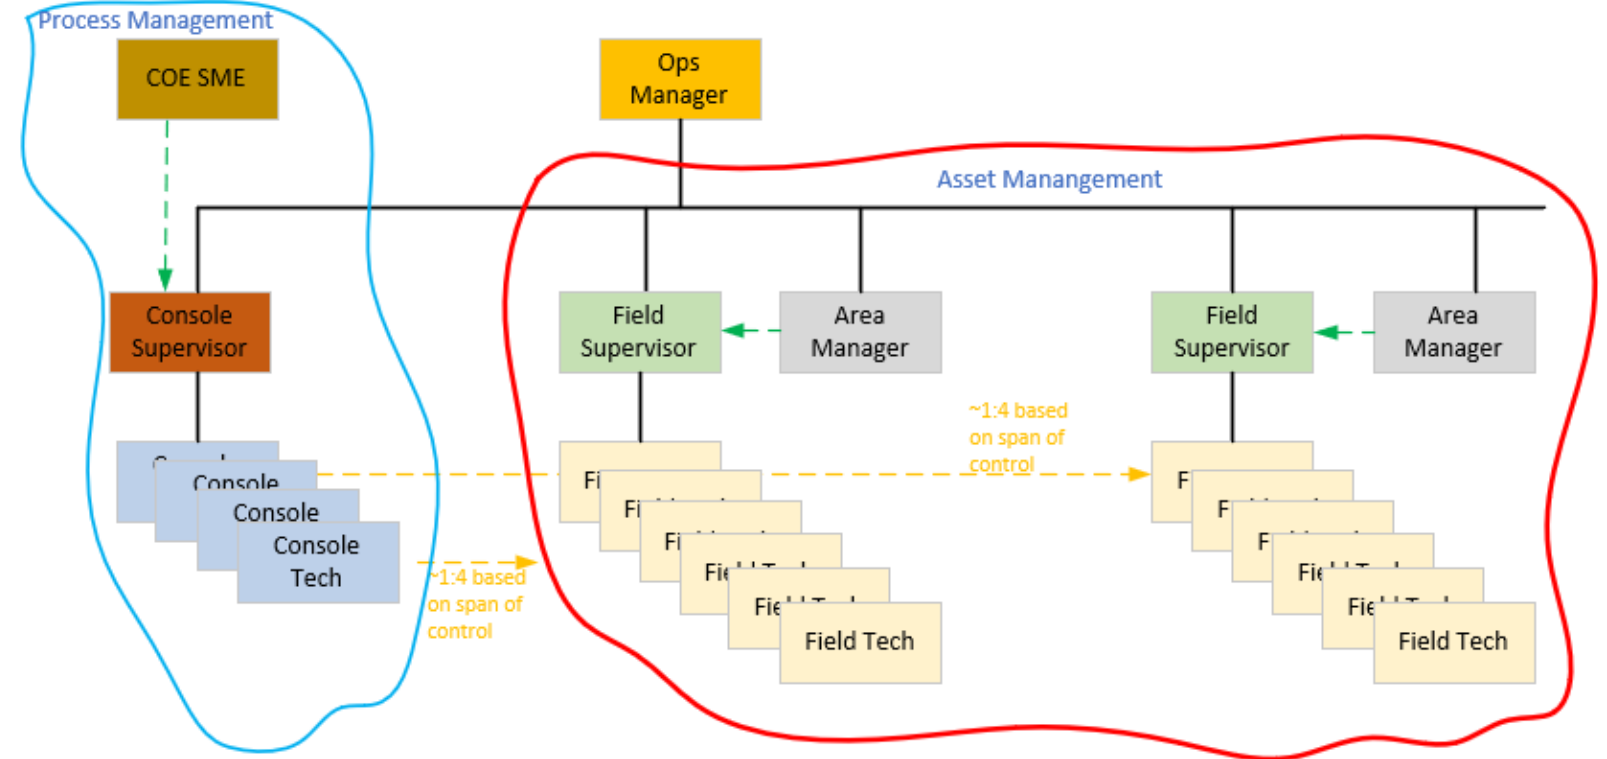 Process Management
COE SME
Ops
Manager
Asset Manangement
Console
Supervisor
Field
Supervisor
Area
Manager
Field
Supervisor
Area
Manager
~1:4 based
on span of
control
Console
Console
Console
Tech
~1:4 based
on span of
control
Field Tech
Field Tech